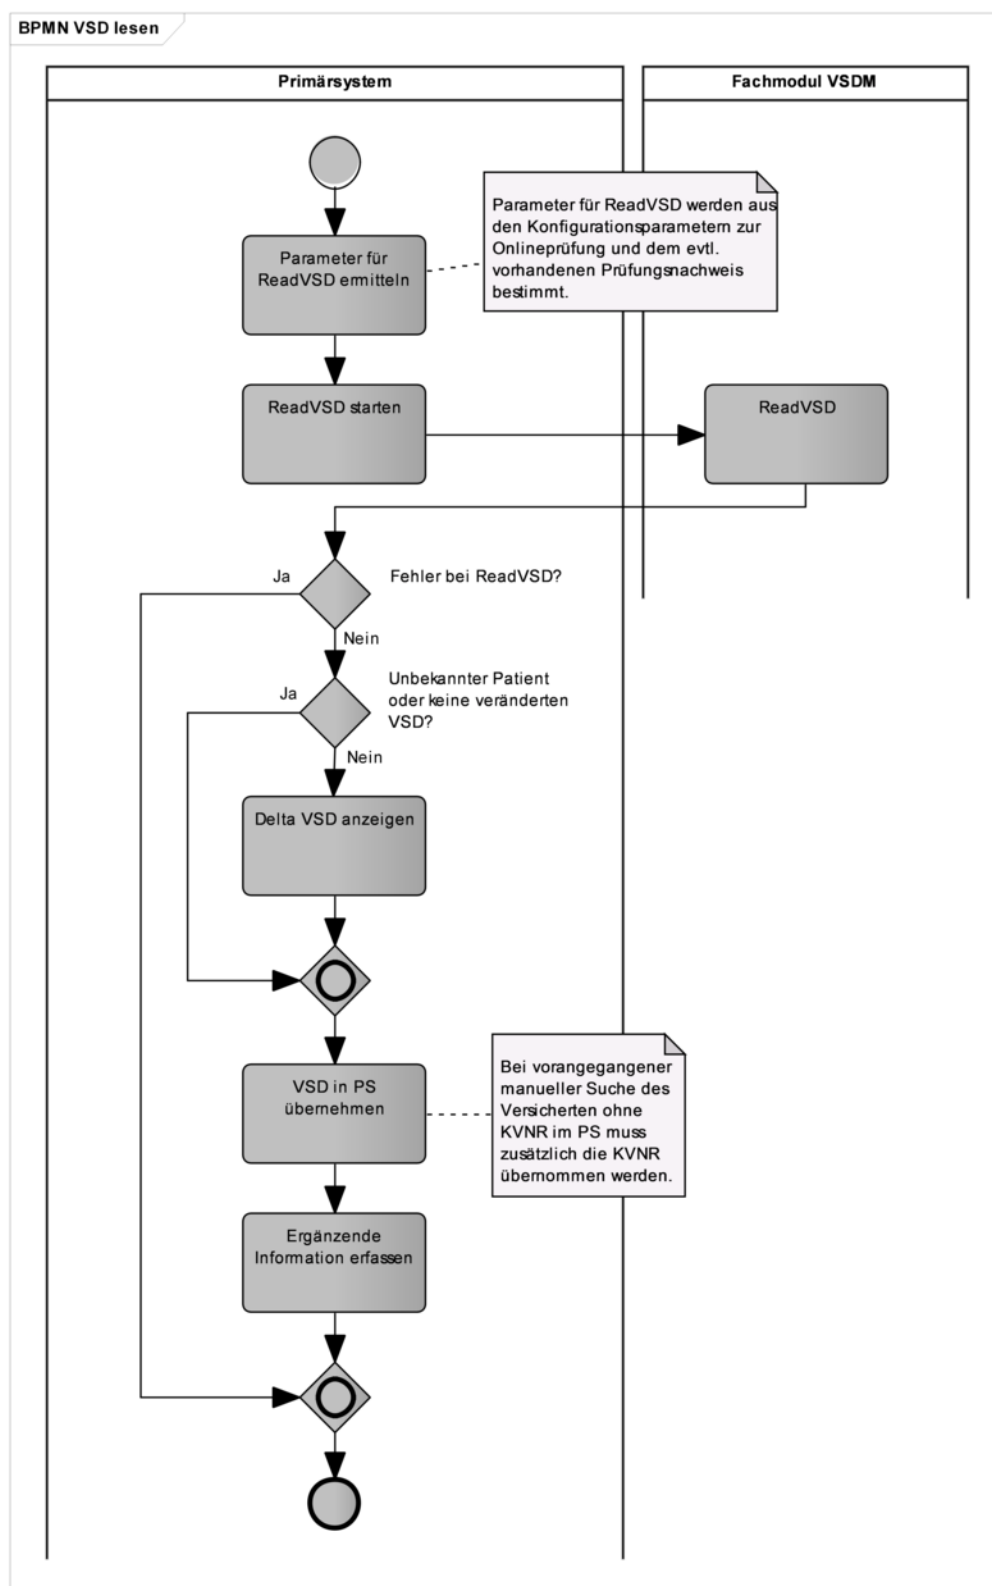 BPMN VSD lesen
Primärsystem
Fachmodul VSDM
Parameter für ReadVSD werden aus
den Konfigurationsparametern zur
Onlineprüfung und dem evtl.
vorhandenen Prüfungsnachweis
bestimmt.
Parameter für
ReadVSD ermitteln
ReadVSD starten
ReadVSD
Ja
Fehler bei ReadVSD?
Nein
Ja
Unbekannter Patient
oder keine veränderten
VSD?
Nein
Delta VSD anzeigen
VSD in PS
übernehmen
Bei vorangegangener
manueller Suche des
Versicherten ohne
KVNR im PS muss
zusätzlich die KVNR
übernommen werden.
Ergänzende
Information erfassen